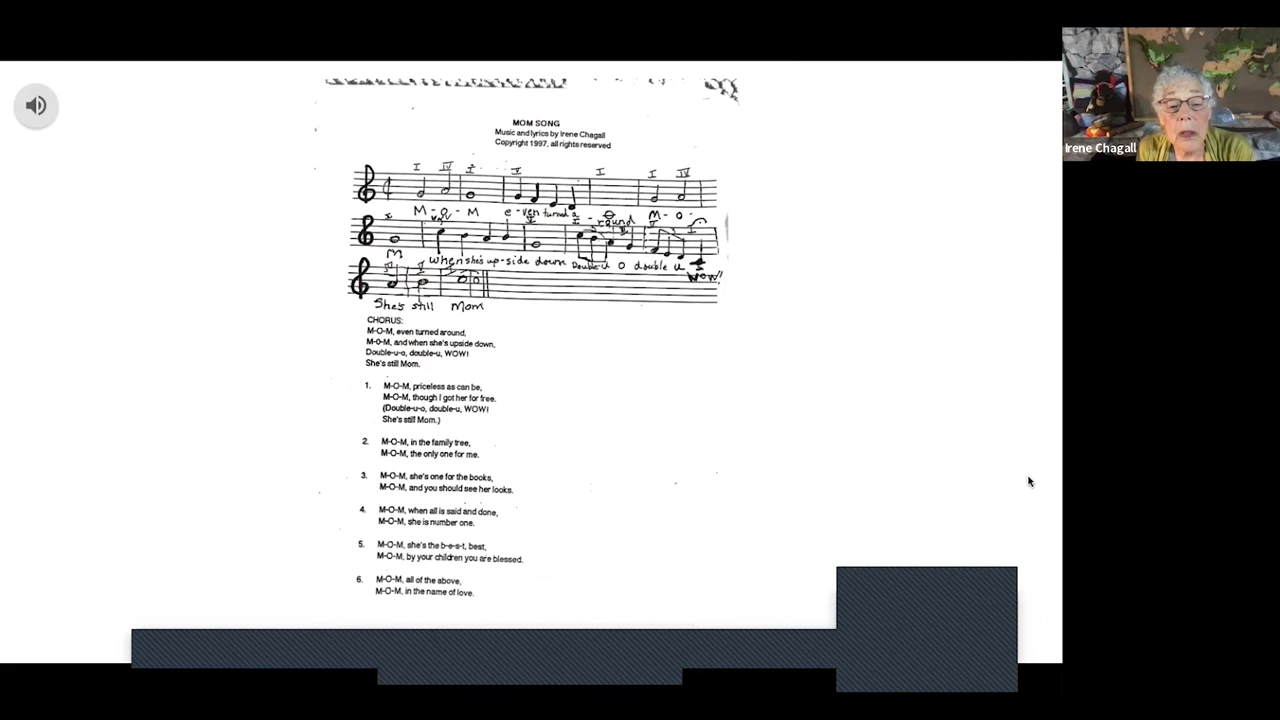 MOM SONG
Music and lyrics by Irene Chagall
Copyright 1997, all rights reserved
Irene Chagall
I IV I V I I IV
M - O - M e - ven turned a - round M - O -
M when she's up - side down Double - u O double u WOW!!
She's still Mom
CHORUS:
M-O-M, even turned around,
M-O-M, and when she's upside down,
Double-u-o, double-u, WOW!
She's still Mom.
1. M-O-M, priceless as can be,
M-O-M, though I got her for free.
(Double-u-o, double-u, WOW!
She's still Mom.)
2. M-O-M, in the family tree,
M-O-M, the only one for me.
3. M-O-M, she's one for the books,
M-O-M, and you should see her looks.
4. M-O-M, when all is said and done,
M-O-M, she is number one.
5. M-O-M, she's the b-e-s-t, best,
M-O-M, by your children you are blessed.
6. M-O-M, all of the above,
M-O-M, in the name of love.